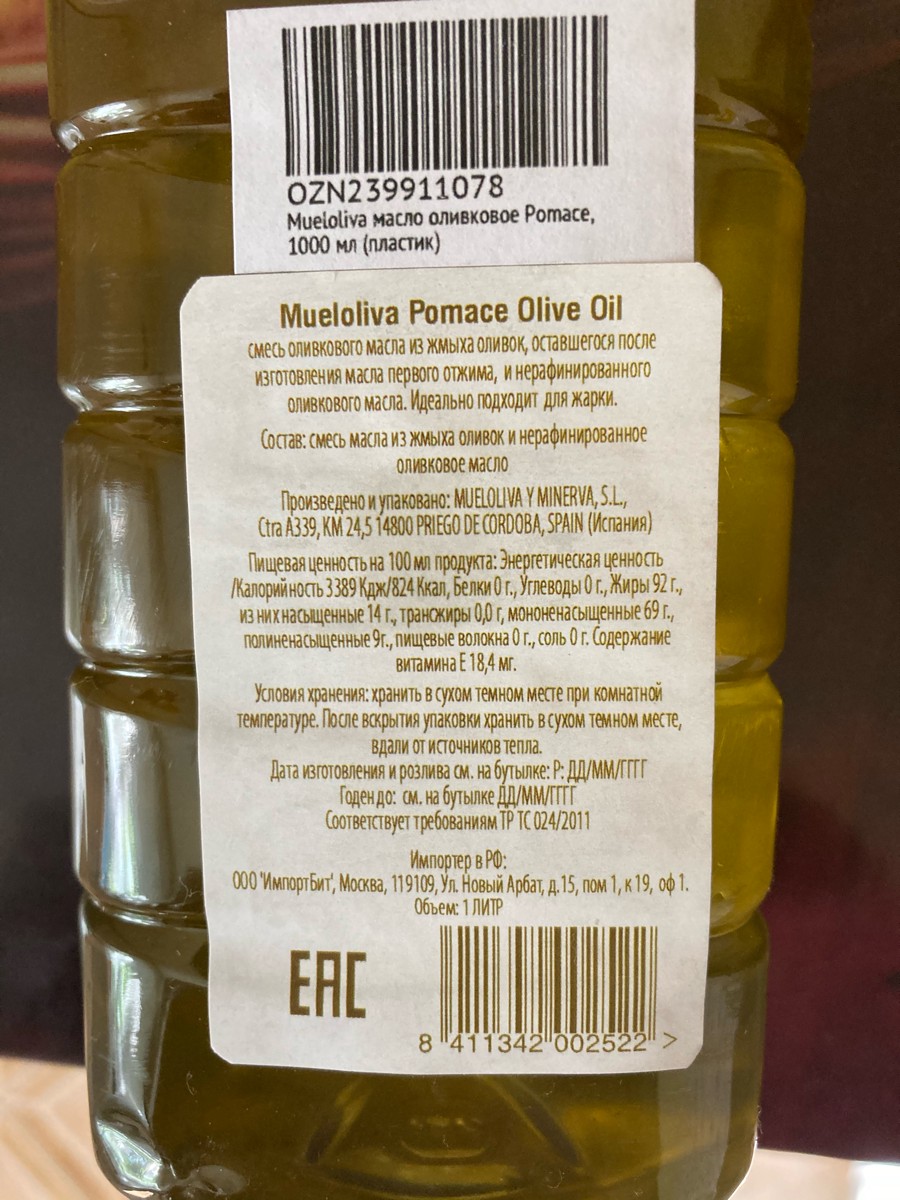 OZN239911078
Mueloliva масло оливковое Pomace,
1000 мл (пластик)
Mueloliva Pomace Olive Oil
смесь оливкового масла из жмыха оливок, оставшегося после
изготовления масла первого отжима, и нерафинированного
оливкового масла. Идеально подходит для жарки.
Состав: смесь масла из жмыха оливок и нерафинированное
оливковое масло
Произведено и упаковано: MUELOLIVA Y MINERVA, S.L.,
Ctra A339, KM 24,5 14800 PRIEGO DE CORDOBA, SPAIN (Испания)
Пищевая ценность на 100 мл продукта: Энергетическая ценность
/Калорийность 3389 Кдж/824 Ккал, Белки 0 г., Углеводы 0 г., Жиры 92 г.,
из них насыщенные 14 г., трансжиры 0,0 г, мононенасыщенные 69 г.,
полиненасыщенные 9г., пищевые волокна 0 г., соль 0 г. Содержание
витамина Е 18,4 мг.
Условия хранения: хранить в сухом темном месте при комнатной
температуре. После вскрытия упаковки хранить в сухом темном месте,
вдали от источников тепла.
Дата изготовления и розлива см. на бутылке: Р: ДД/ММ/ГГГГ
Годен до: см. на бутылке ДД/ММ/ГГГГ
Соответствует требованиям ТР ТС 024/2011
Импортер в РФ:
ООО 'ИмпортБит', Москва, 119109, Ул. Новый Арбат, д.15, пом 1, к 19, оф 1.
Объем: 1 ЛИТР
EAC
8 411342 002522 >